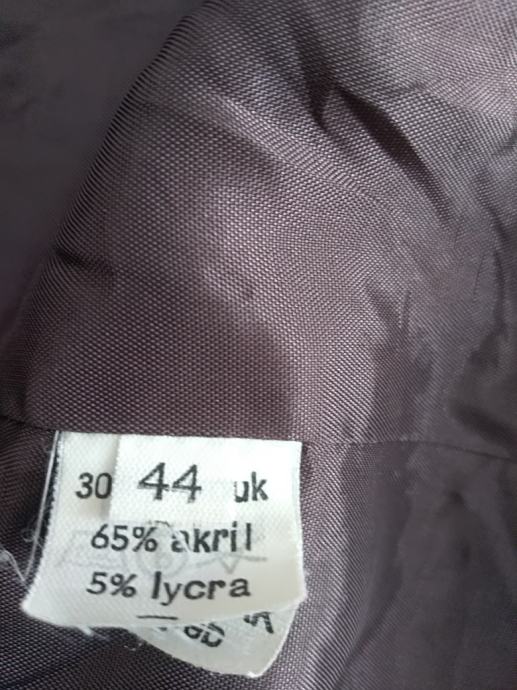 30 44 uk
65% akril
5% lycra